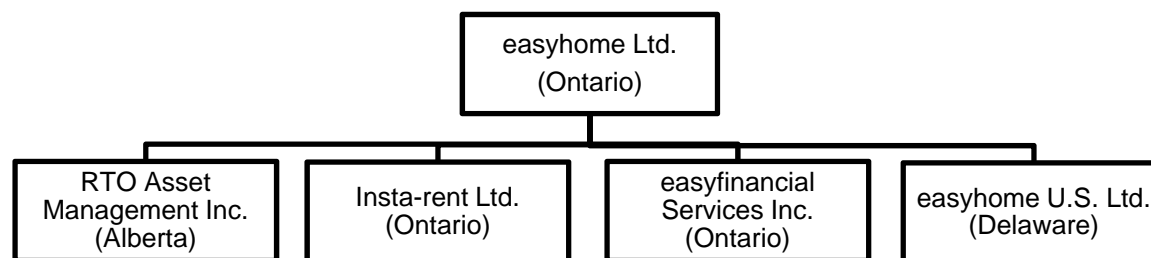 easyhome Ltd.
(Ontario)
RTO Asset
Management Inc.
(Alberta)
Insta-rent Ltd.
(Ontario)
easyfinancial
Services Inc.
(Ontario)
easyhome U.S. Ltd.
(Delaware)